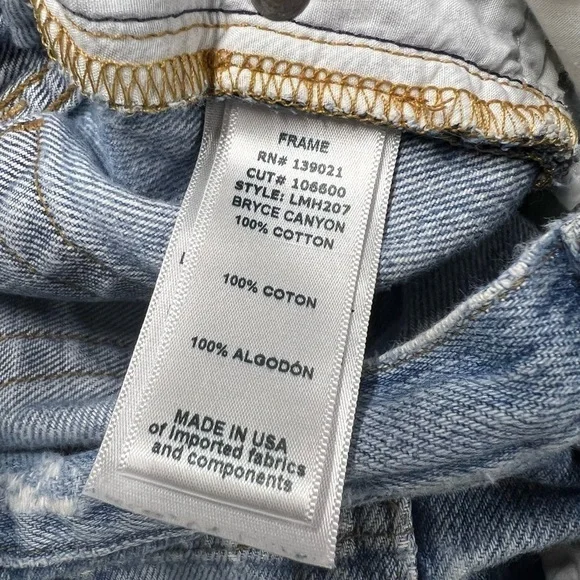 FRAME
RN# 139021
CUT# 106600
STYLE: LMH207
BRYCE CANYON
100% COTTON
100% COTON
100% ALGODÓN
MADE IN USA
of Imported fabrics
and components